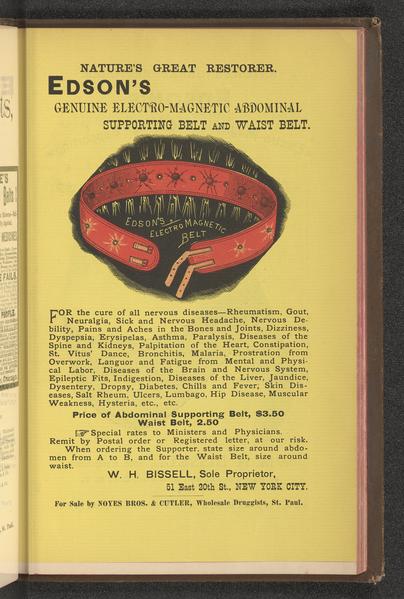 NATURE'S GREAT RESTORER.
EDSON'S
GENUINE ELECTRO-MAGNETIC ABDOMINAL
SUPPORTING BELT AND WAIST BELT.
EDSON'S
ELECTRO MAGNETIC
BELT
FOR the cure of all nervous diseases—Rheumatism, Gout,
Neuralgia, Sick and Nervous Headache, Nervous De-
bility, Pains and Aches in the Bones and Joints, Dizziness,
Dyspepsia, Erysipelas, Asthma, Paralysis, Diseases of the
Spine and Kidneys, Palpitation of the Heart, Constipation,
St. Vitus' Dance, Bronchitis, Malaria, Prostration from
Overwork, Languor and Fatigue from Mental and Physi-
cal Labor, Diseases of the Brain and Nervous System,
Epileptic Fits, Indigestion, Diseases of the Liver, Jaundice,
Dysentery, Dropsy, Diabetes, Chills and Fever, Skin Dis-
eases, Salt Rheum, Ulcers, Lumbago, Hip Disease, Muscular
Weakness, Hysteria, etc., etc.
Price of Abdominal Supporting Belt, $3.50
Waist Belt, 2.50
☞ Special rates to Ministers and Physicians.
Remit by Postal order or Registered letter, at our risk.
When ordering the Supporter, state size around abdo-
men from A to B, and for the Waist Belt, size around
waist.
W. H. BISSELL, Sole Proprietor,
51 East 20th St., NEW YORK CITY.
For Sale by NOYES BROS. & CUTLER, Wholesale Druggists, St. Paul.